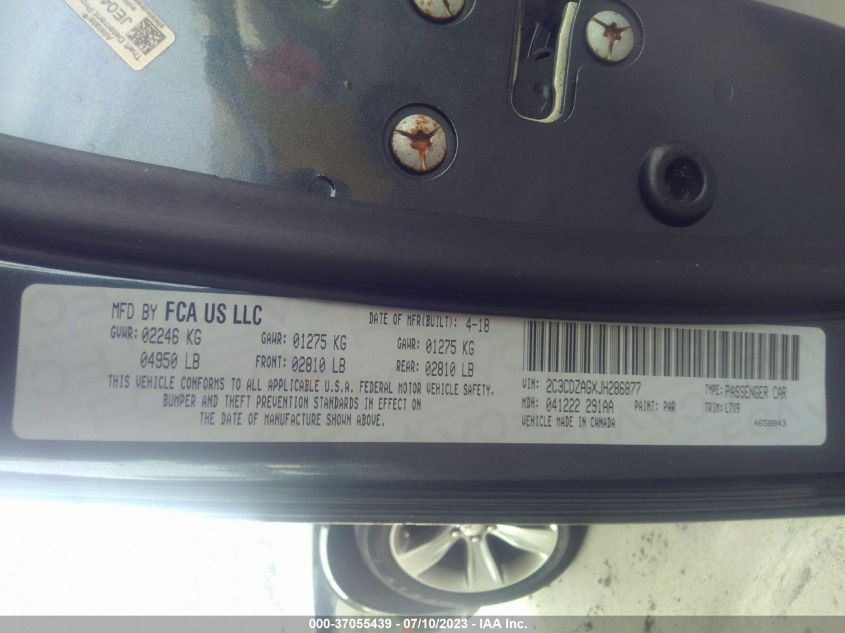 JE04
MFD BY FCA US LLC
DATE OF MFR(BUILT): 4-18
GVWR: 02246 KG GAWR: 01275 KG GAWR: 01275 KG
04950 LB FRONT: 02810 LB REAR: 02810 LB
THIS VEHICLE CONFORMS TO ALL APPLICABLE U.S.A. FEDERAL MOTOR VEHICLE SAFETY,
BUMPER AND THEFT PREVENTION STANDARDS IN EFFECT ON
THE DATE OF MANUFACTURE SHOWN ABOVE.
VIN: 2C3CDZAGXJH286877 TYPE: PASSENGER CAR
MDH: 041222 291AA PAINT: PAR TRIM: L7X9
VEHICLE MADE IN CANADA 4658843
000-37055439 - 07/10/2023 - IAA Inc.